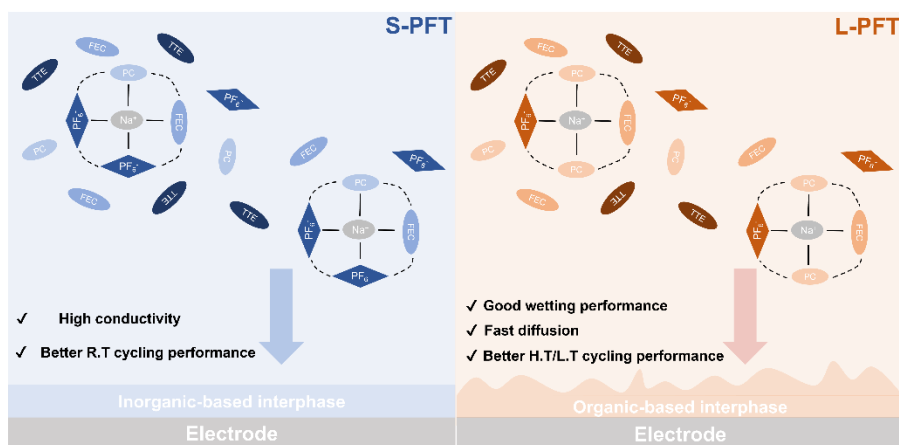 S-PFT
FEC
TTE
TTE
PC
PF₆⁻
PF₆⁻
Na⁺
FEC
PC
PC
PF₆⁻
FEC
PF₆⁻
FEC
TTE
TTE
PC
PF₆⁻
Na⁺
FEC
PF₆
✓ High conductivity
✓ Better R.T cycling performance
Inorganic-based interphase
Electrode
L-PFT
FEC
TTE
TTE
PC
PF₆⁻
PF₆⁻
Na⁺
FEC
PC
PC
PC
FEC
PF₆⁻
FEC
TTE
TTE
PC
PF₆
Na⁺
FEC
PC
✓ Good wetting performance
✓ Fast diffusion
✓ Better H.T/L.T cycling performance
Organic-based interphase
Electrode